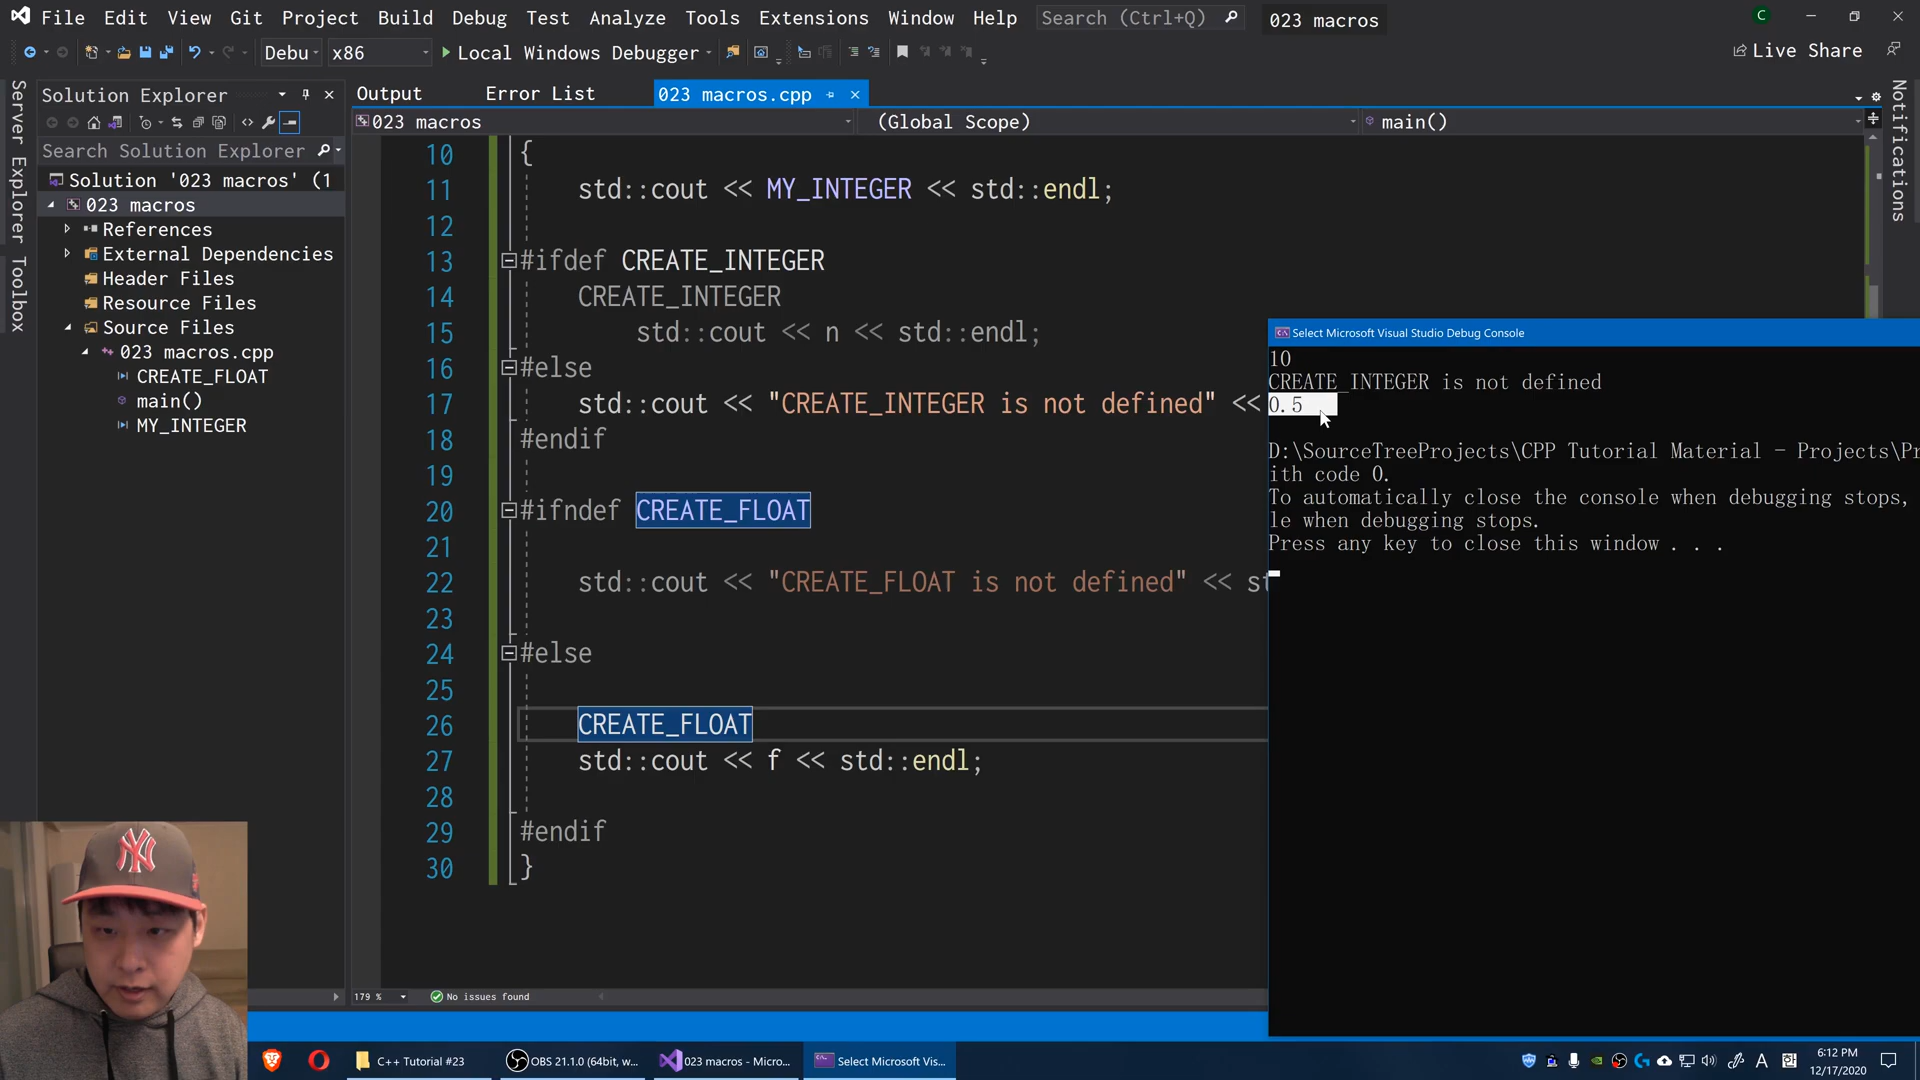 File Edit View Git Project Build Debug Test Analyze Tools Extensions Window Help Search (Ctrl+Q) 023 macros C
Debu x86 Local Windows Debugger Live Share
Server Explorer Toolbox
Solution Explorer
Search Solution Explorer
Solution '023 macros' (1
023 macros
References
External Dependencies
Header Files
Resource Files
Source Files
023 macros.cpp
CREATE_FLOAT
main()
MY_INTEGER
Output Error List 023 macros.cpp
023 macros (Global Scope) main()
10 {
11 std::cout << MY_INTEGER << std::endl;
12
13 #ifdef CREATE_INTEGER
14 CREATE_INTEGER
15 std::cout << n << std::endl;
16 #else
17 std::cout << "CREATE_INTEGER is not defined" <<
18 #endif
19
20 #ifndef CREATE_FLOAT
21
22 std::cout << "CREATE_FLOAT is not defined" << st
23
24 #else
25
26 CREATE_FLOAT
27 std::cout << f << std::endl;
28
29 #endif
30 }
179 % No issues found
Notifications
Select Microsoft Visual Studio Debug Console
10
CREATE_INTEGER is not defined
0.5
D:\SourceTreeProjects\CPP Tutorial Material - Projects\Pr
ith code 0.
To automatically close the console when debugging stops,
le when debugging stops.
Press any key to close this window . . .
C++ Tutorial #23 OBS 21.1.0 (64bit, w... 023 macros - Micro... Select Microsoft Vis...
A 한 6:12 PM
12/17/2020